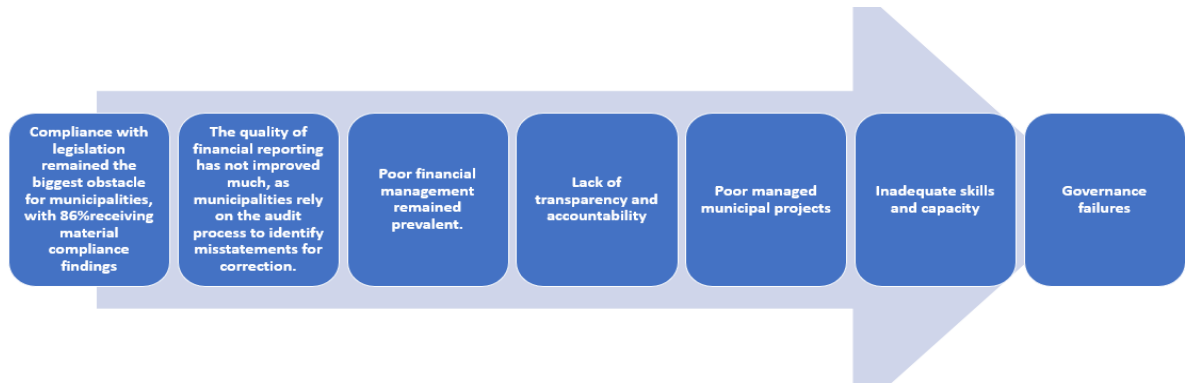 Compliance with
legislation
remained the
biggest obstacle
for municipalities,
with 86%receiving
material
compliance
findings
The quality of
financial reporting
has not improved
much, as
municipalities rely
on the audit
process to identify
misstatements for
correction.
Poor financial
management
remained
prevalent.
Lack of
transparency and
accountability
Poor managed
municipal projects
Inadequate skills
and capacity
Governance
failures